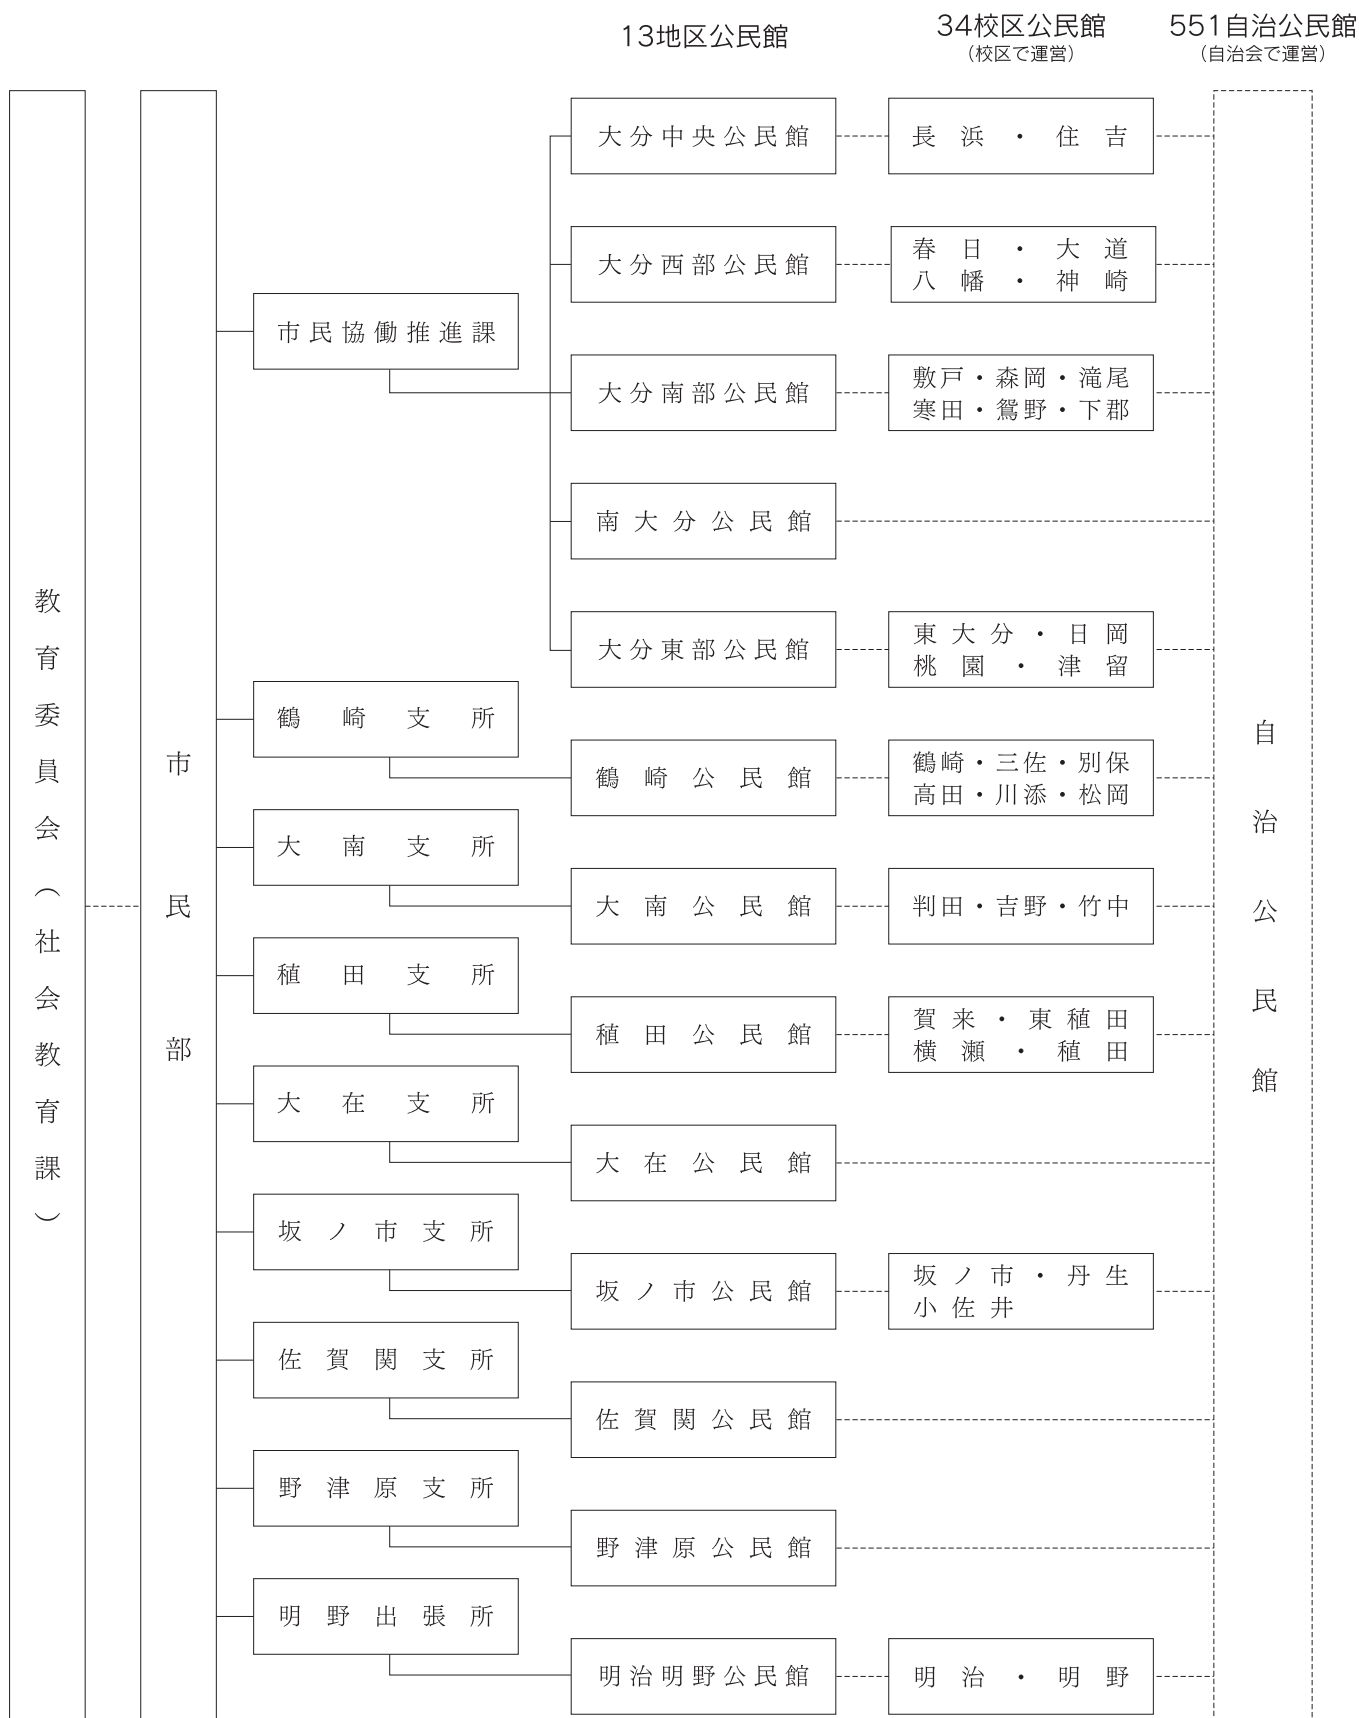 13地区公民館
34校区公民館
（校区で運営）
551自治公民館
（自治会で運営）
教育委員会（社会教育課）
市民部
市民協働推進課
大分中央公民館
長浜・住吉
大分西部公民館
春日・大道
八幡・神崎
大分南部公民館
敷戸・森岡・滝尾
寒田・鴛野・下郡
南大分公民館
大分東部公民館
東大分・日岡
桃園・津留
鶴崎支所
鶴崎公民館
鶴崎・三佐・別保
高田・川添・松岡
大南支所
大南公民館
判田・吉野・竹中
稙田支所
稙田公民館
賀来・東稙田
横瀬・稙田
大在支所
大在公民館
坂ノ市支所
坂ノ市公民館
坂ノ市・丹生
小佐井
佐賀関支所
佐賀関公民館
野津原支所
野津原公民館
明野出張所
明治明野公民館
明治・明野
自治公民館